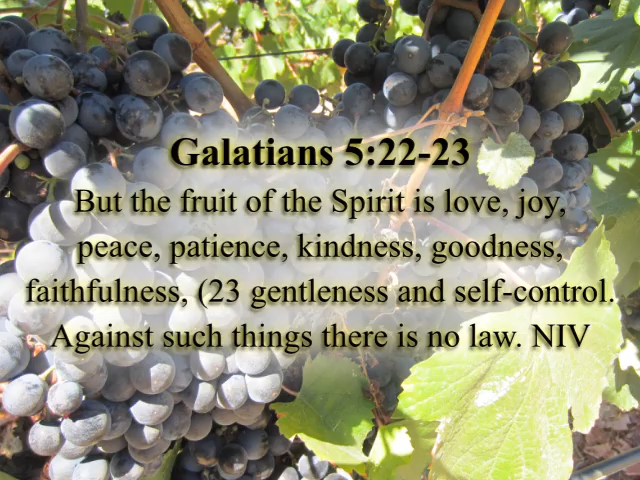 Galatians 5:22-23
But the fruit of the Spirit is love, joy,
peace, patience, kindness, goodness,
faithfulness, (23 gentleness and self-control.
Against such things there is no law. NIV